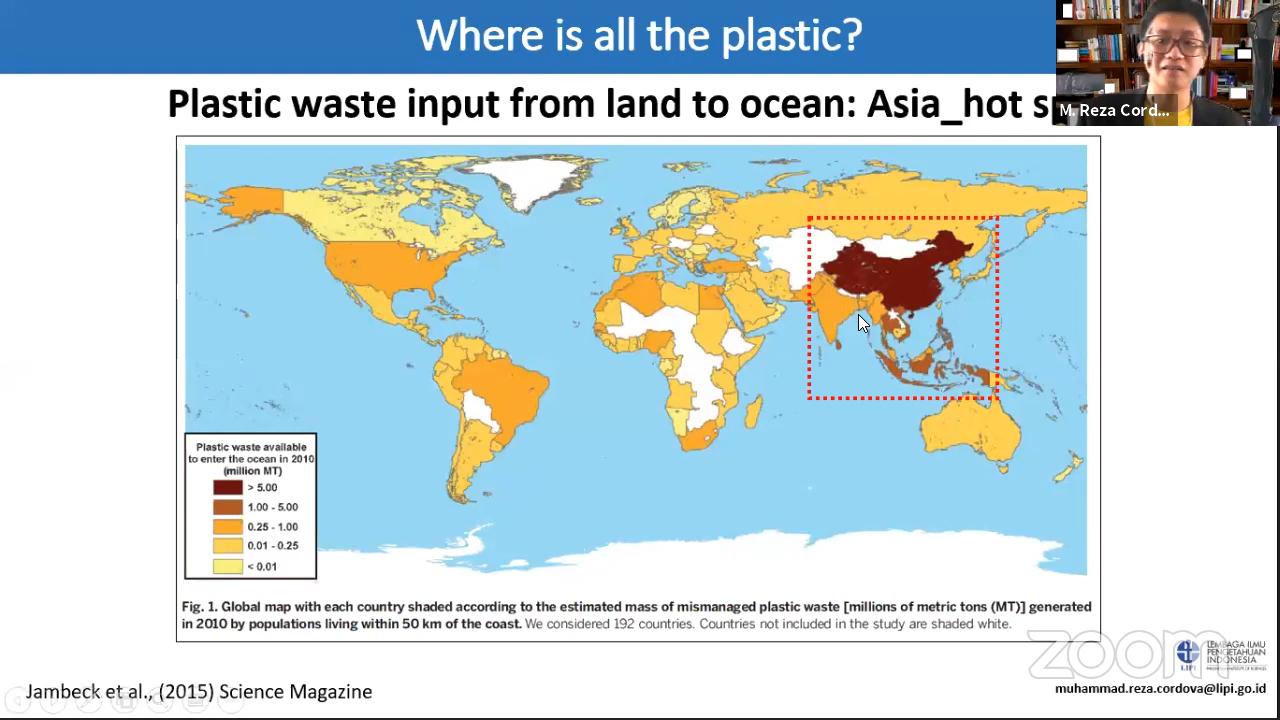 Where is all the plastic?
Plastic waste input from land to ocean: Asia_hot s
M. Reza Cord...
Plastic waste available
to enter the ocean in 2010
(million MT)
> 5.00
1.00 - 5.00
0.25 - 1.00
0.01 - 0.25
< 0.01
Fig. 1. Global map with each country shaded according to the estimated mass of mismanaged plastic waste [millions of metric tons (MT)] generated
in 2010 by populations living within 50 km of the coast. We considered 192 countries. Countries not included in the study are shaded white.
zoom
LEMBAGA ILMU
PENGETAHUAN
INDONESIA
LIPI
Jambeck et al., (2015) Science Magazine
muhammad.reza.cordova@lipi.go.id